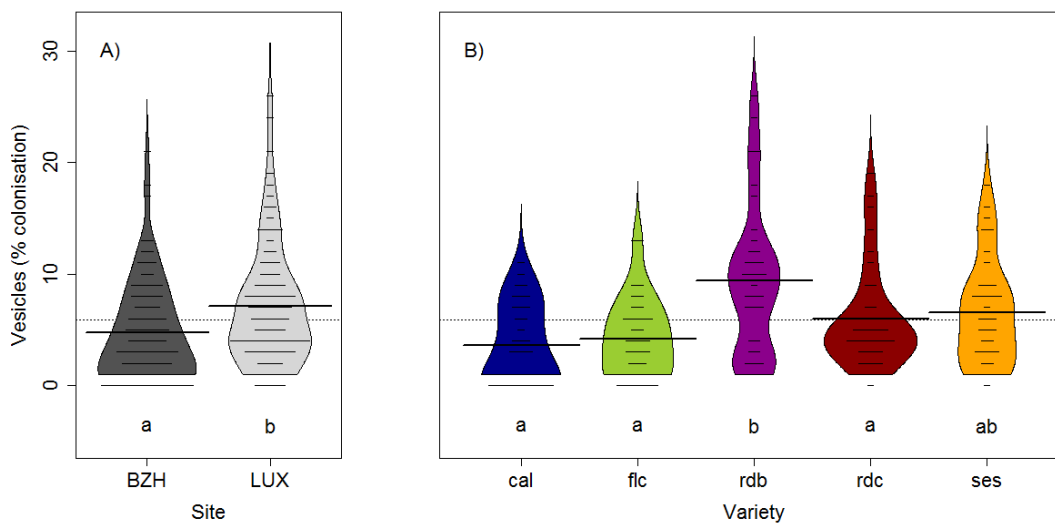 A)
B)
Vesicles (% colonisation)
30
20
10
0
a b
a a b a ab
BZH LUX
cal flc rdb rdc ses
Site
Variety